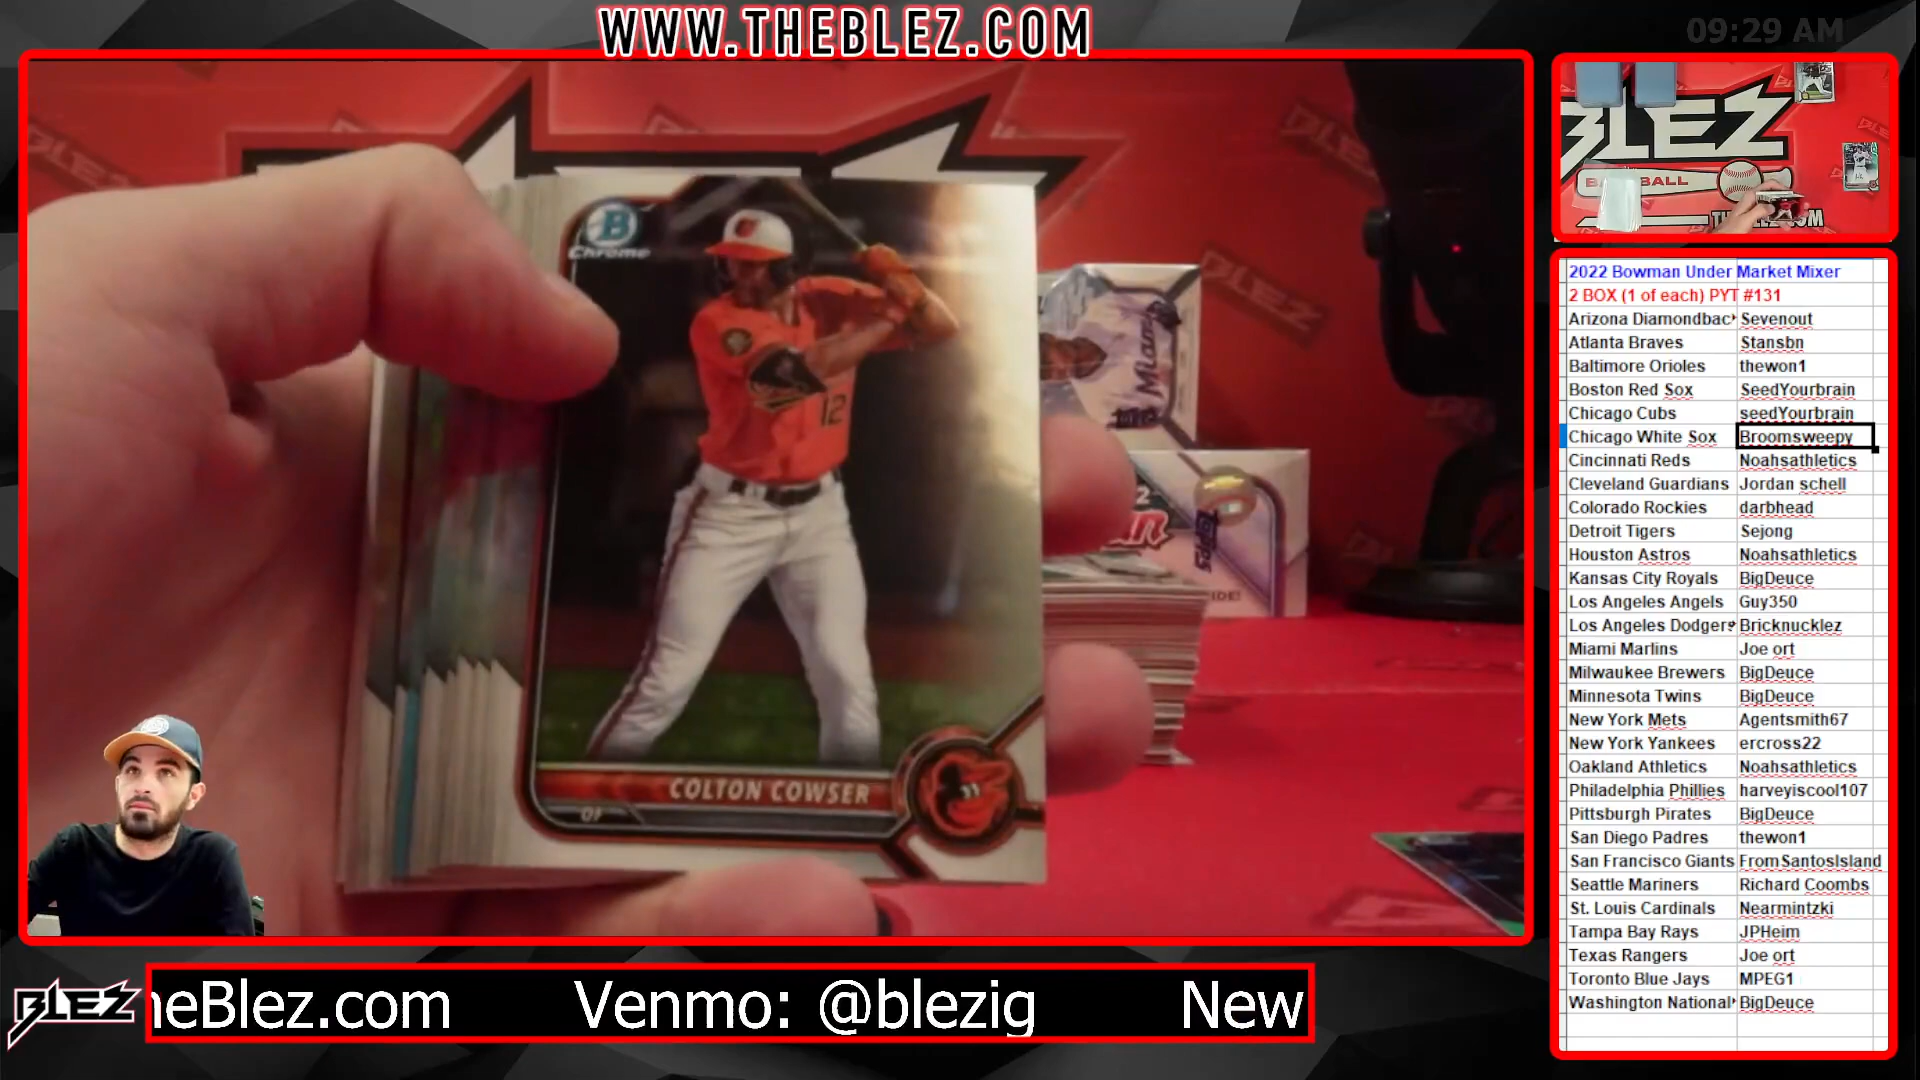 WWW.THEBLEZ.COM
09:29 AM
B
Chrome
12
COLTON COWSER
OF
BLEZ
BLEZ
BLEZ
BLEZ
2022 Bowman Under Market Mixer
2 BOX (1 of each) PYT #131
Arizona Diamondbac Sevenout
Atlanta Braves Stansbn
Baltimore Orioles thewon1
Boston Red Sox SeedYourbrain
Chicago Cubs seedYourbrain
Chicago White Sox Broomsweepy
Cincinnati Reds Noahsathletics
Cleveland Guardians Jordan schell
Colorado Rockies darbhead
Detroit Tigers Sejong
Houston Astros Noahsathletics
Kansas City Royals BigDeuce
Los Angeles Angels Guy350
Los Angeles Dodgers Bricknucklez
Miami Marlins Joe ort
Milwaukee Brewers BigDeuce
Minnesota Twins BigDeuce
New York Mets Agentsmith67
New York Yankees ercross22
Oakland Athletics Noahsathletics
Philadelphia Phillies harveyiscool107
Pittsburgh Pirates BigDeuce
San Diego Padres thewon1
San Francisco Giants FromSantosIsland
Seattle Mariners Richard Coombs
St. Louis Cardinals Nearmintzki
Tampa Bay Rays JPHeim
Texas Rangers Joe ort
Toronto Blue Jays MPEG1
Washington National BigDeuce
BLEZ
heBlez.com Venmo: @blezig New